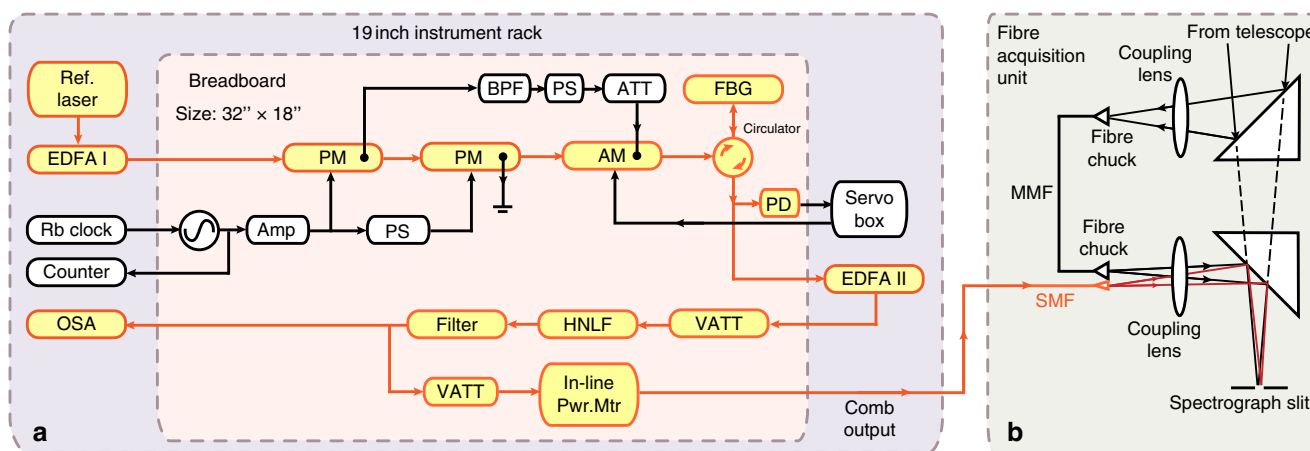 19 inch instrument rack
Breadboard
Size: 32’’ × 18’’
Ref.
laser
EDFA I
BPF
PS
ATT
FBG
Circulator
PM
PM
AM
PD
Servo
box
Rb clock
Amp
PS
Counter
EDFA II
OSA
Filter
HNLF
VATT
VATT
In-line
Pwr.Mtr
Comb
output
a
Fibre
acquisition
unit
Coupling
lens
From telescope
Fibre
chuck
MMF
Fibre
chuck
SMF
Coupling
lens
Spectrograph slit
b